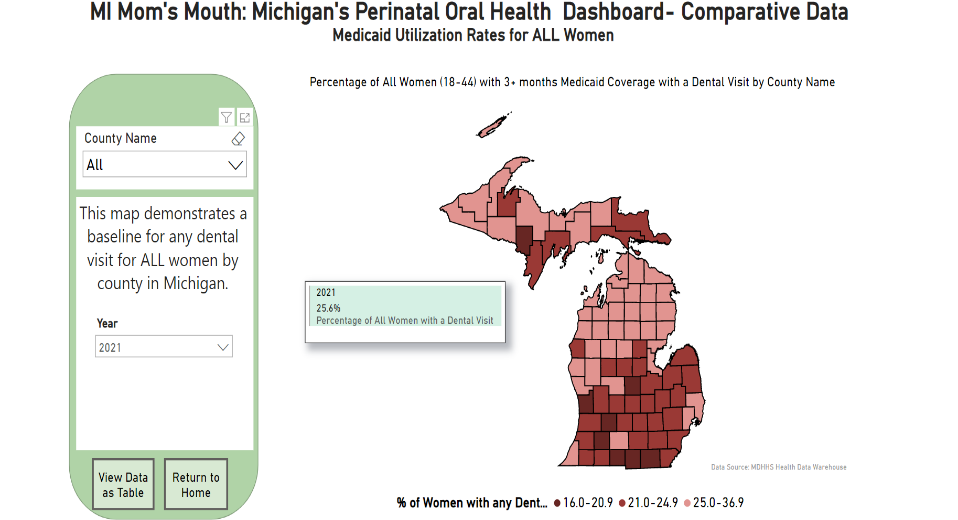 MI Mom's Mouth: Michigan's Perinatal Oral Health Dashboard- Comparative Data
Medicaid Utilization Rates for ALL Women
Percentage of All Women (18-44) with 3+ months Medicaid Coverage with a Dental Visit by County Name
County Name
All
This map demonstrates a
baseline for any dental
visit for ALL women by
county in Michigan.
Year
2021
View Data
as Table
Return to
Home
2021
25.6%
Percentage of All Women with a Dental Visit
Data Source: MDHHS Health Data Warehouse
% of Women with any Dent... 16.0-20.9 21.0-24.9 25.0-36.9